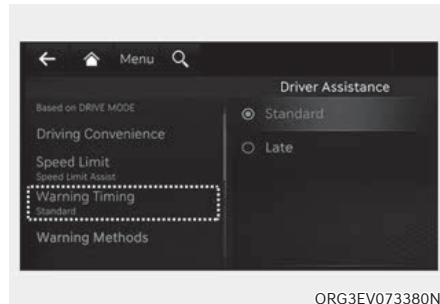 Menu
Driver Assistance
Based on DRIVE MODE
Driving Convenience
Speed Limit
Speed Limit Assist
Warning Timing
Standard
Warning Methods
Standard
Late
ORG3EV073380N